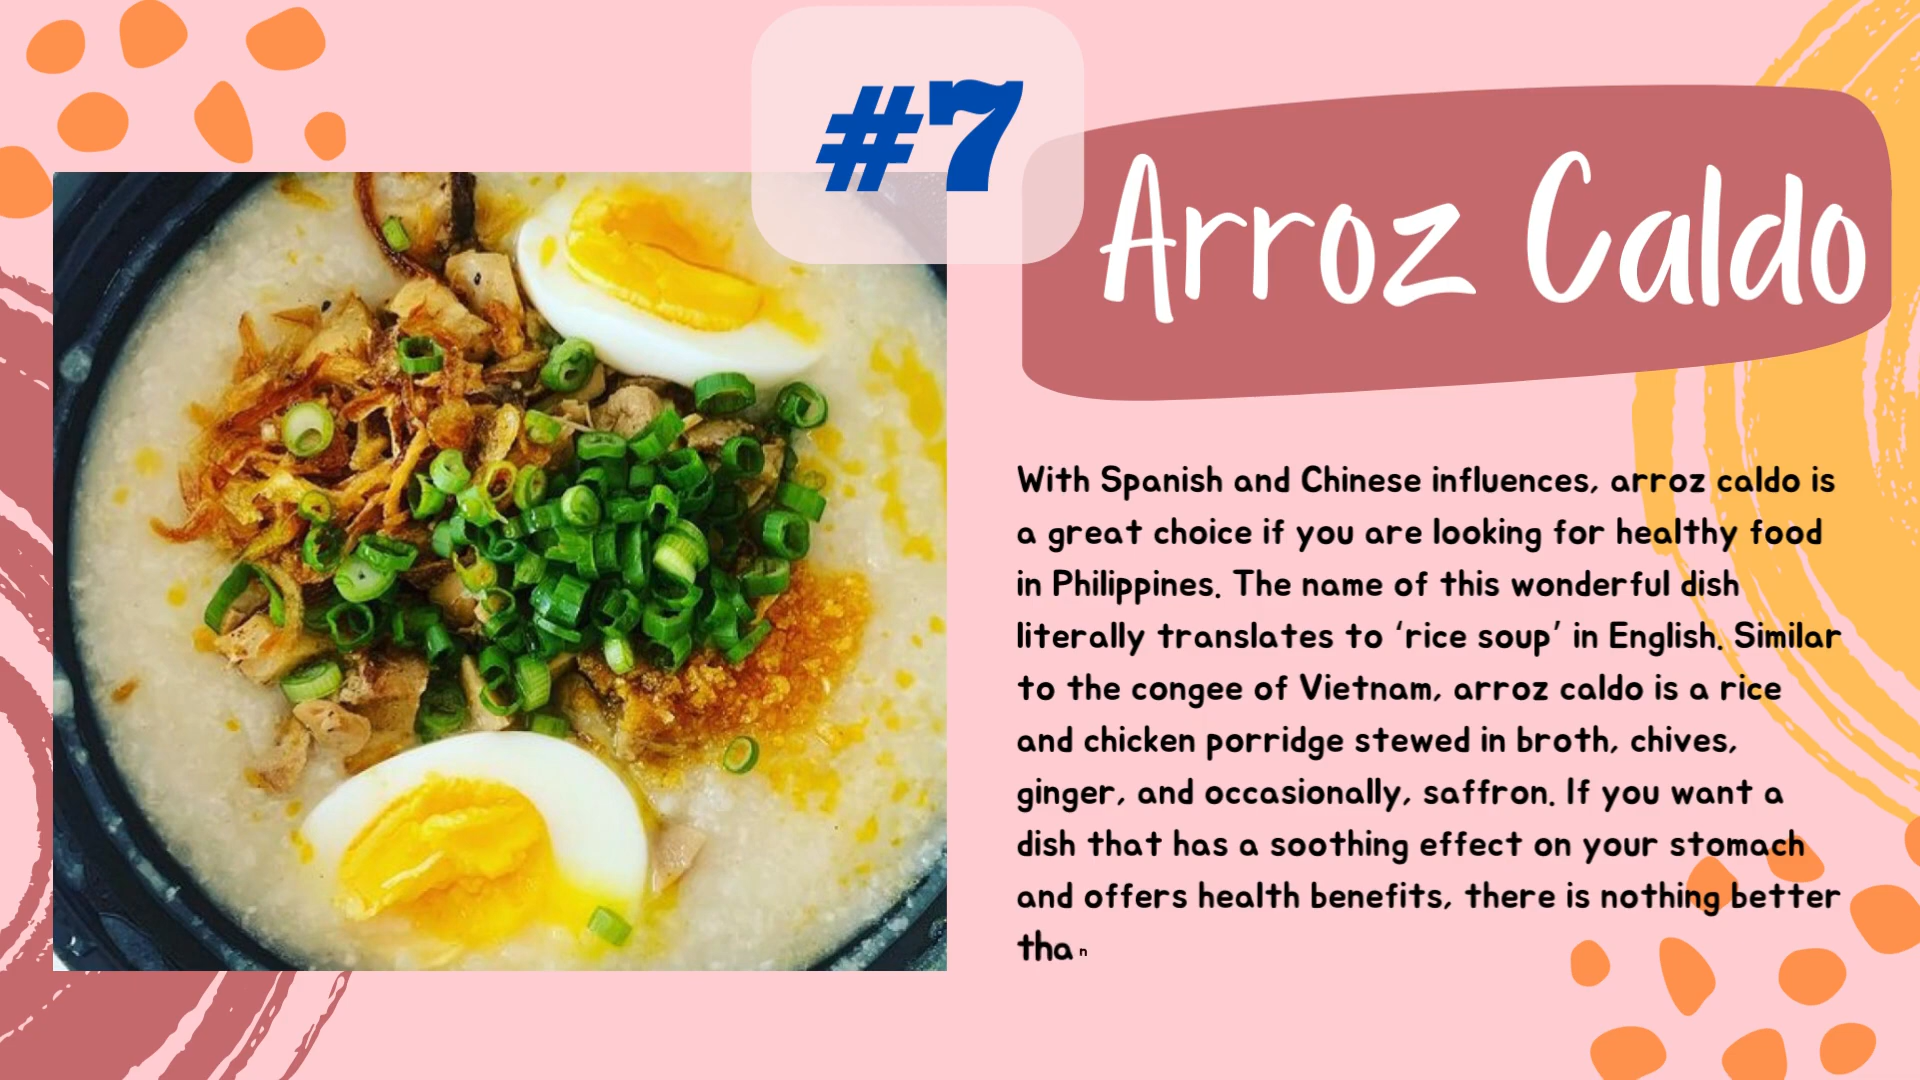 #7
Arroz Caldo
With Spanish and Chinese influences, arroz caldo is
a great choice if you are looking for healthy food
in Philippines. The name of this wonderful dish
literally translates to ‘rice soup’ in English. Similar
to the congee of Vietnam, arroz caldo is a rice
and chicken porridge stewed in broth, chives,
ginger, and occasionally, saffron. If you want a
dish that has a soothing effect on your stomach
and offers health benefits, there is nothing better
than